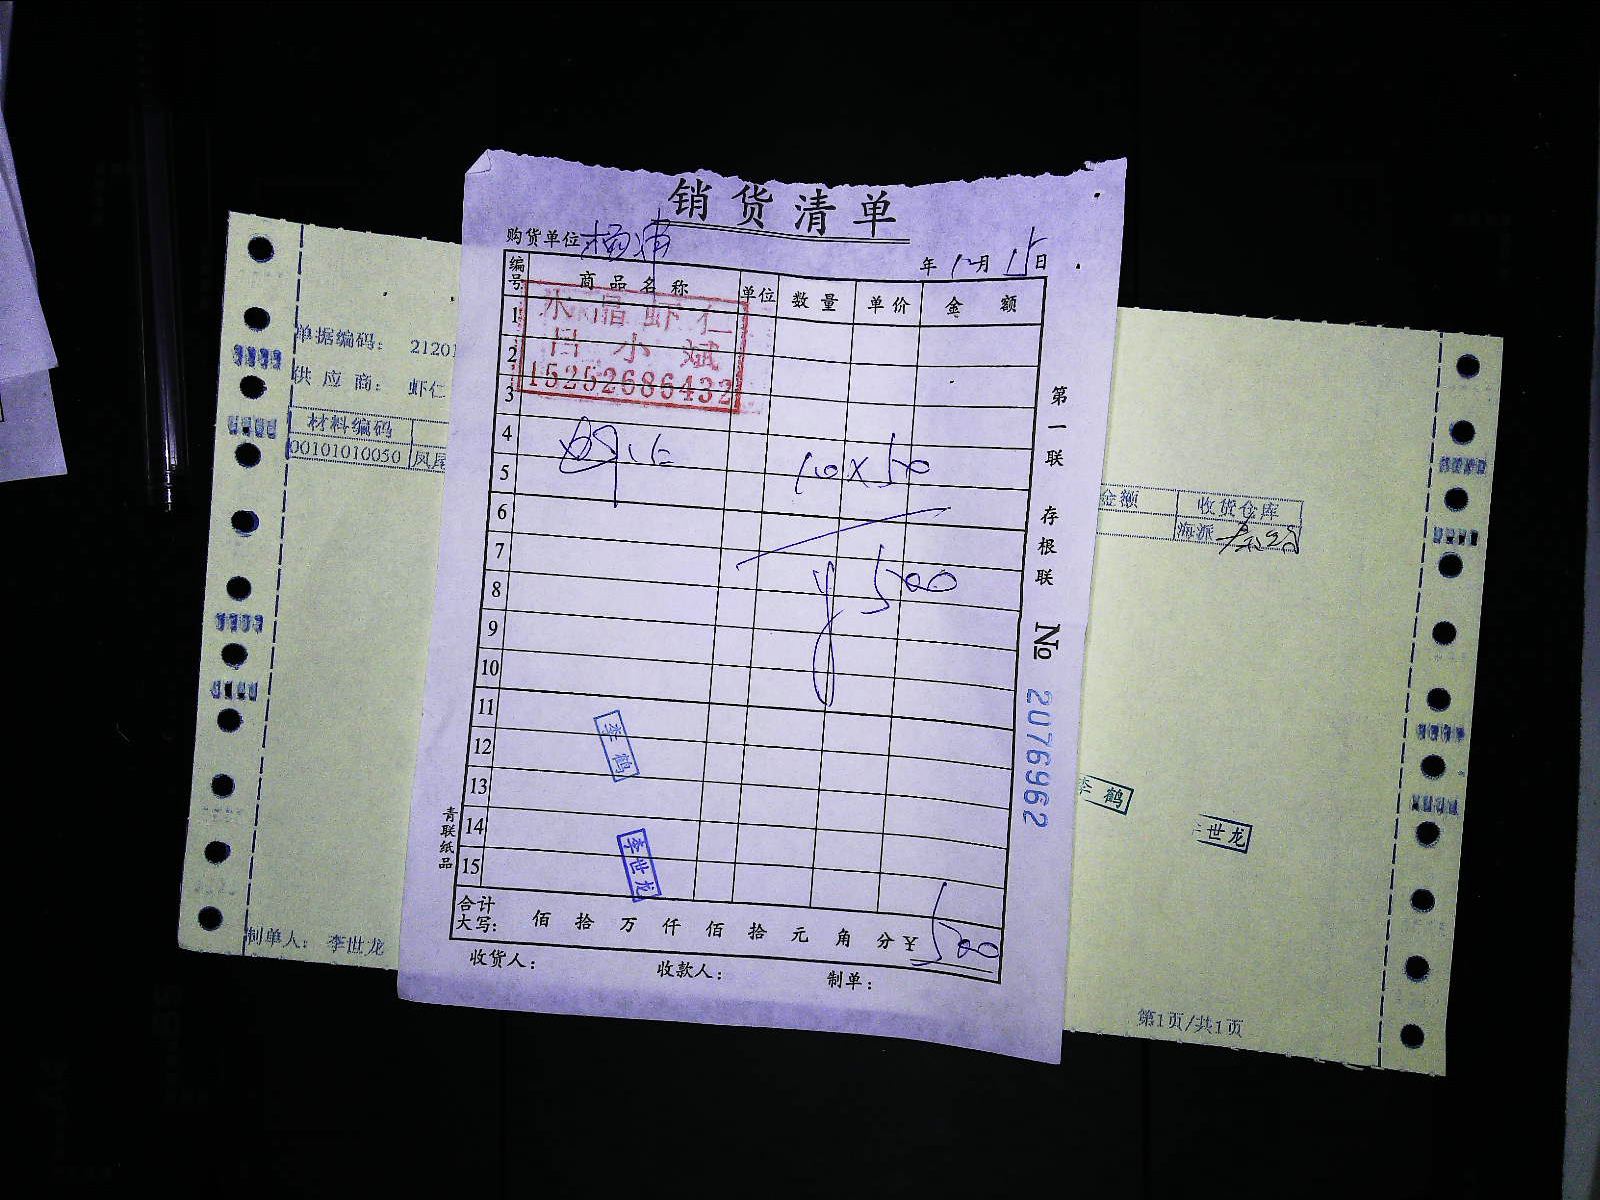 销货清单
购货单位 杨浦
年 12月 15日
编号 商品名称 单位 数量 单价 金额
水晶虾仁
吕小斌
15252686432
1
2
3
4
5 10×50
6
7
8 ¥500
9
10
11
12
13
14
15
李鹤
李世龙
合计大写: 佰 拾 万 仟 佰 拾 元 角 分 ¥ 500
收货人: 收款人: 制单:
第一联 存根联
No 2076962
青联纸品
单据编码: 21201
供应商: 虾仁
材料编码
00101010050 凤尾
制单人: 李世龙
金额 收货仓库
海派
李鹤
世龙
第1页/共1页